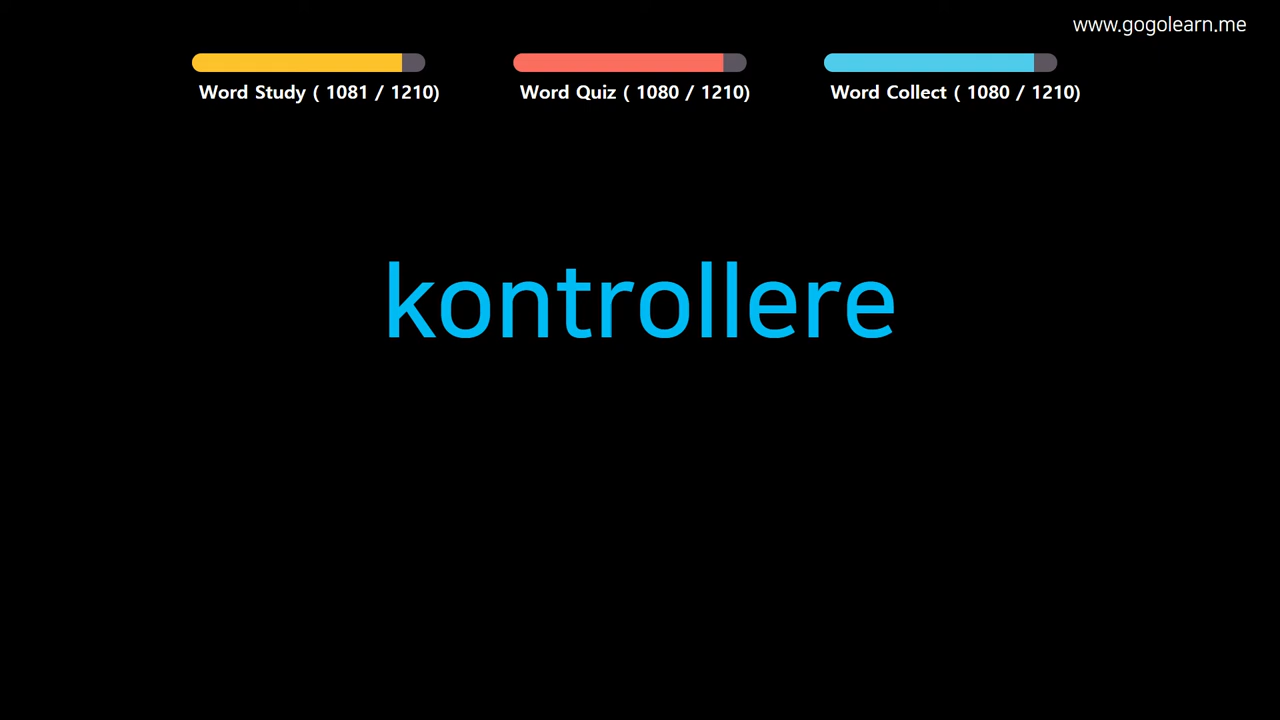 www.gogolearn.me
Word Study ( 1081 / 1210)
Word Quiz ( 1080 / 1210)
Word Collect ( 1080 / 1210)
kontrollere